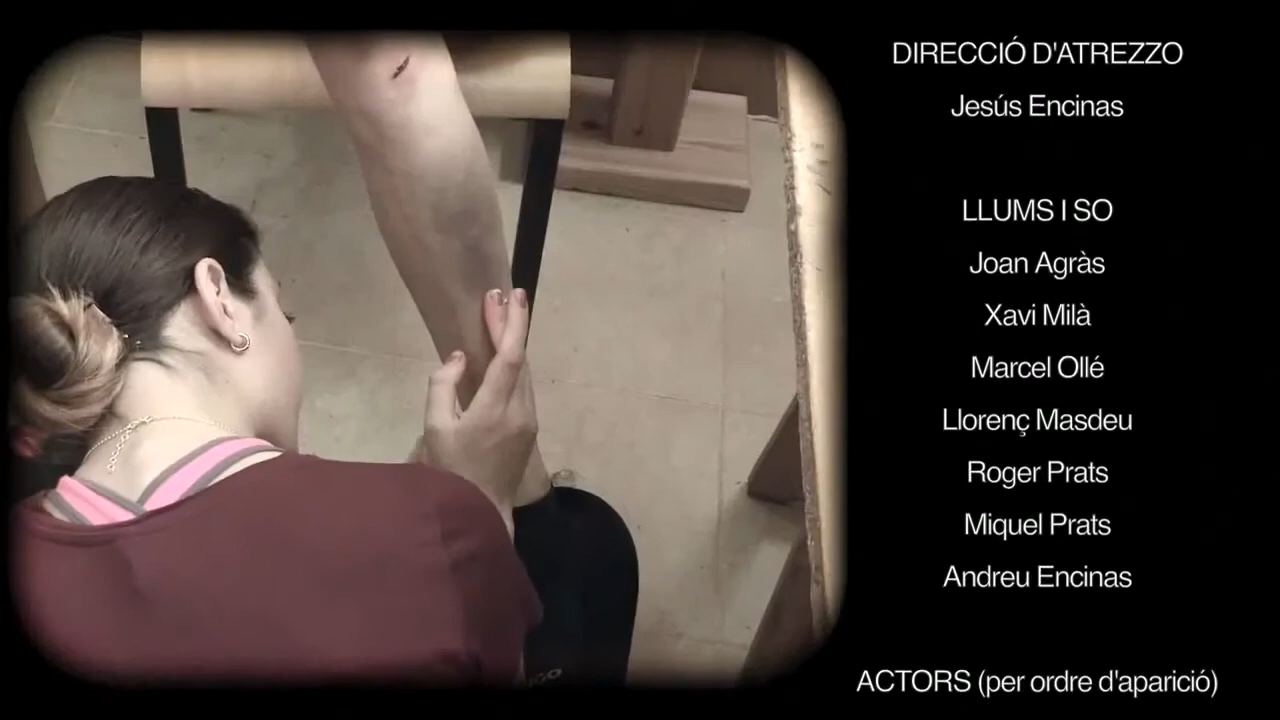 DIRECCIÓ D'ATREZZO
Jesús Encinas
LLUMS I SO
Joan Agràs
Xavi Milà
Marcel Ollé
Llorenç Masdeu
Roger Prats
Miquel Prats
Andreu Encinas
ACTORS (per ordre d'aparició)